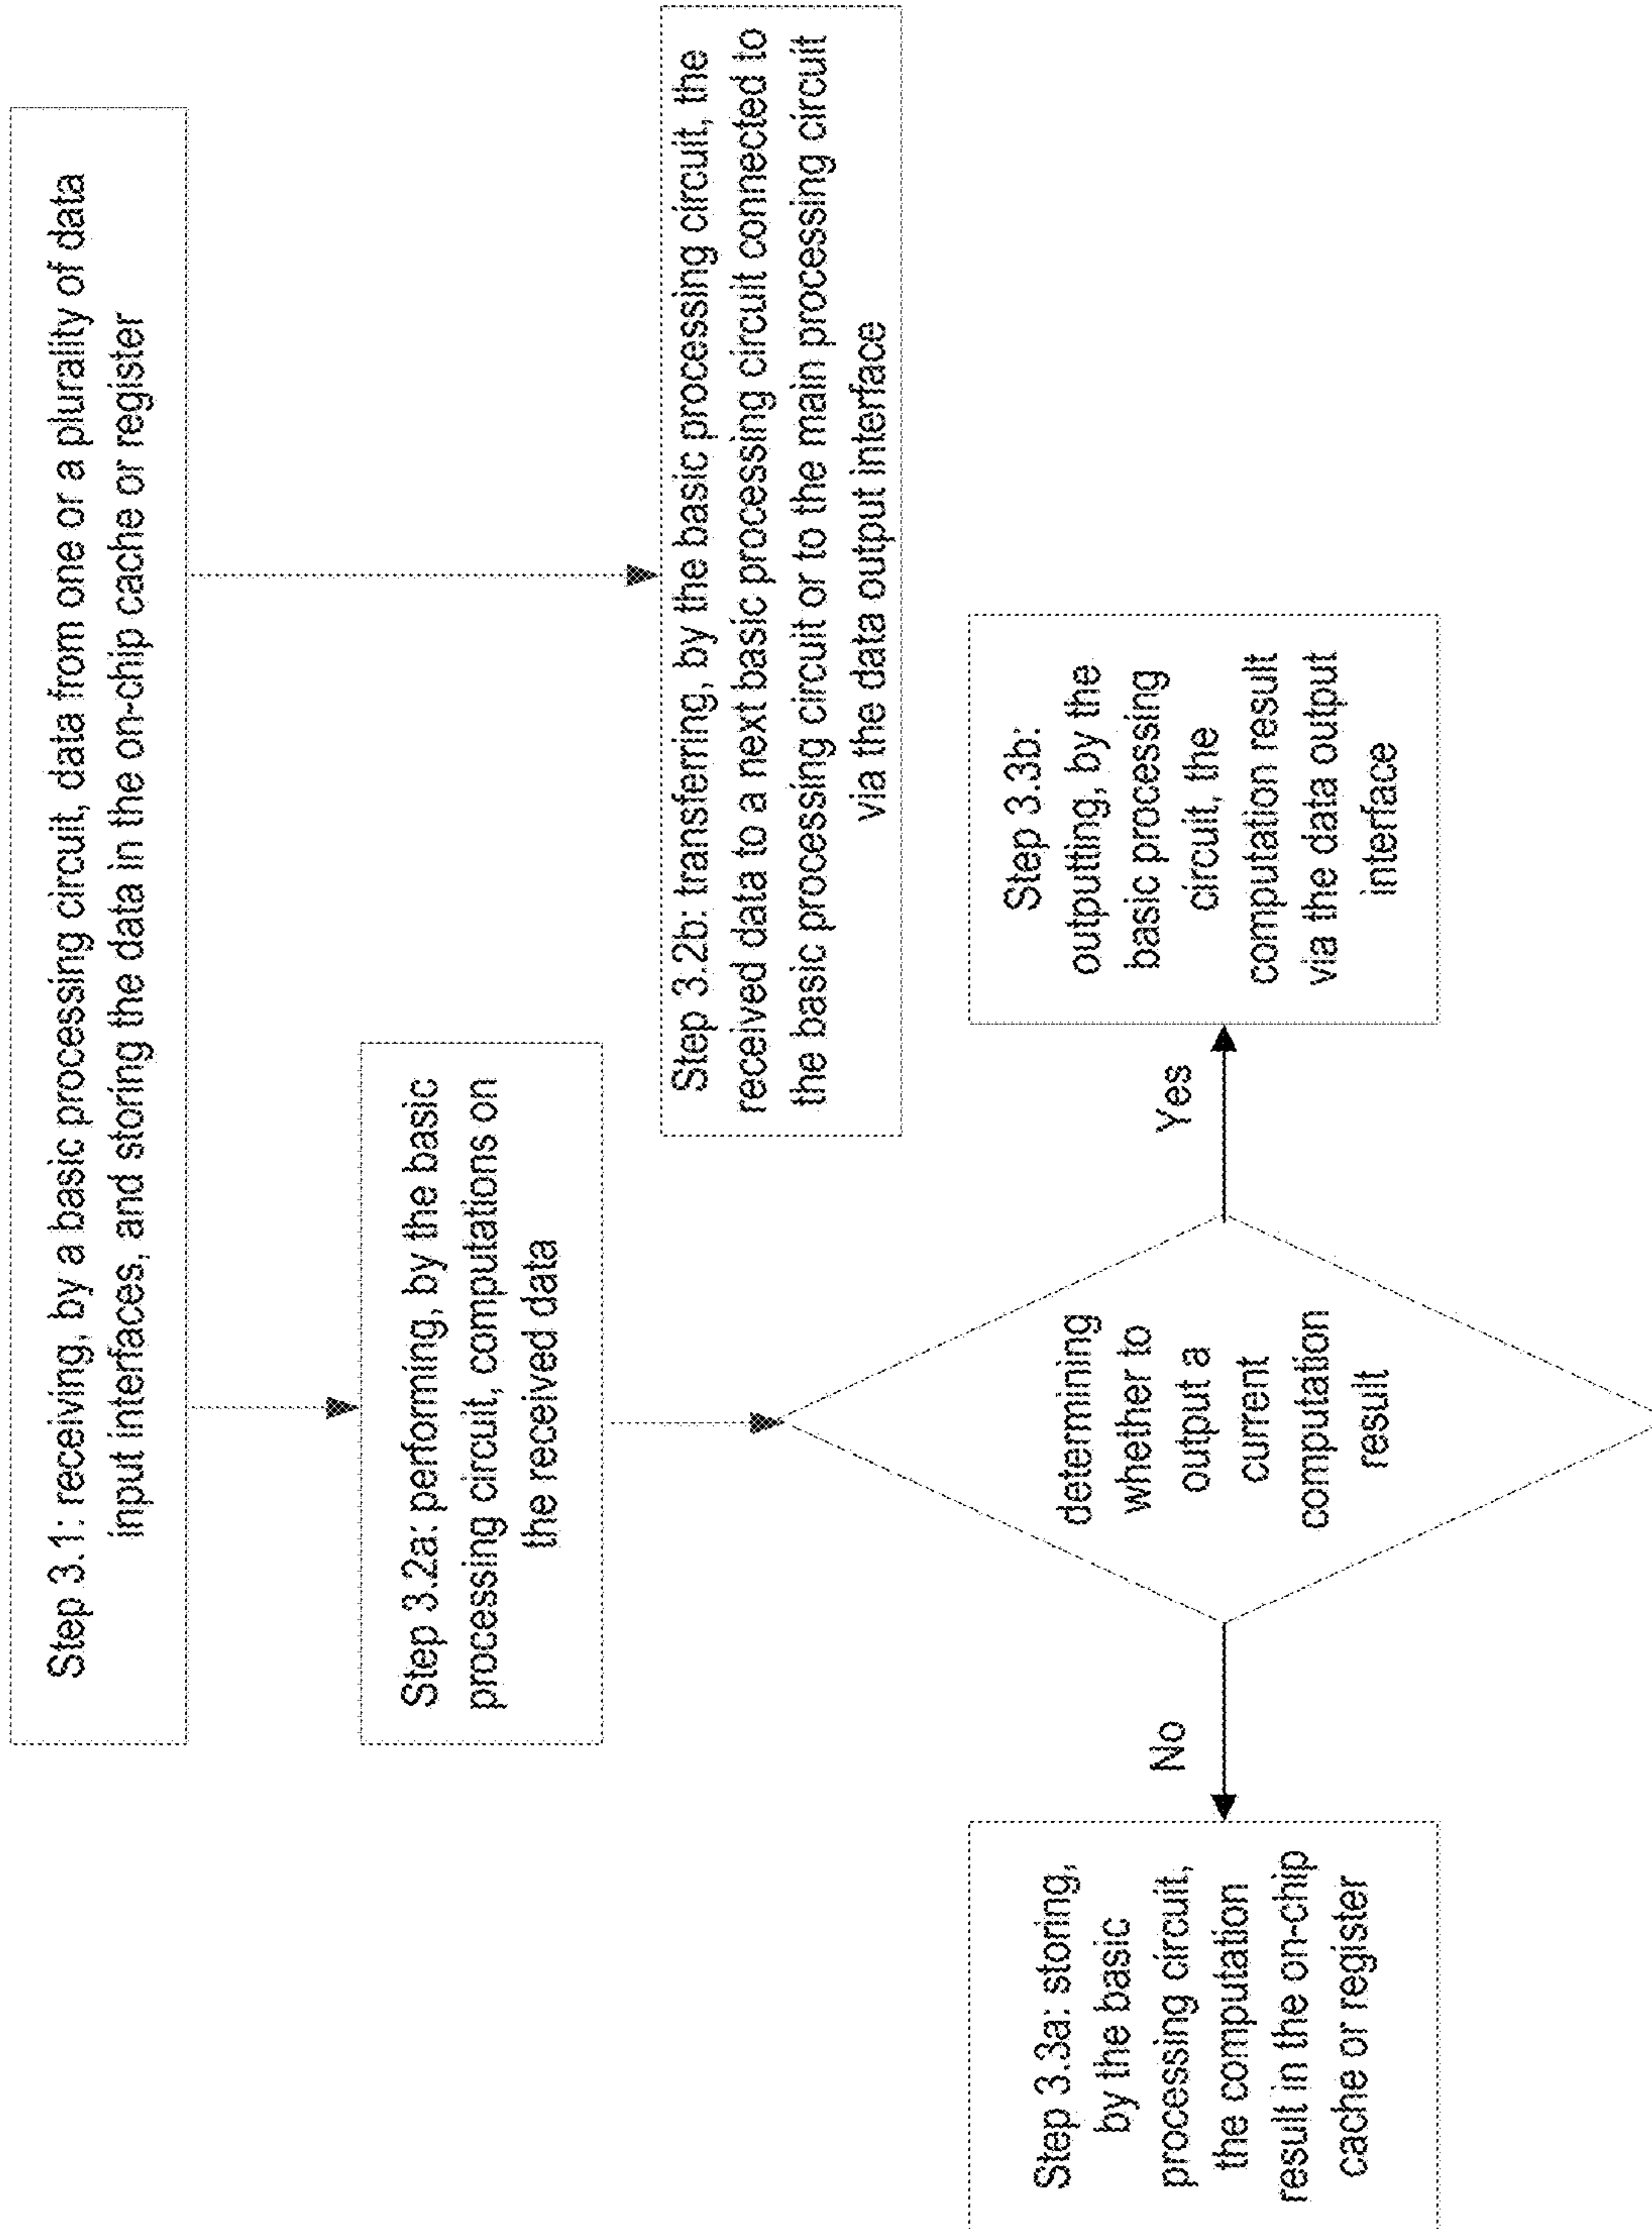 Step 3.1: receiving, by a basic processing circuit, data from one or a plurality of data
input interfaces, and storing the data in the on-chip cache or register
Step 3.2a: performing, by the basic
processing circuit, computations on
the received data
Step 3.2b: transferring, by the basic processing circuit, the
received data to a next basic processing circuit connected to
the basic processing circuit or to the main processing circuit
via the data output interface
determining
whether to
output a
current
computation
result
No
Yes
Step 3.3a: storing,
by the basic
processing circuit,
the computation
result in the on-chip
cache or register
Step 3.3b:
outputting, by the
basic processing
circuit, the
computation result
via the data output
interface